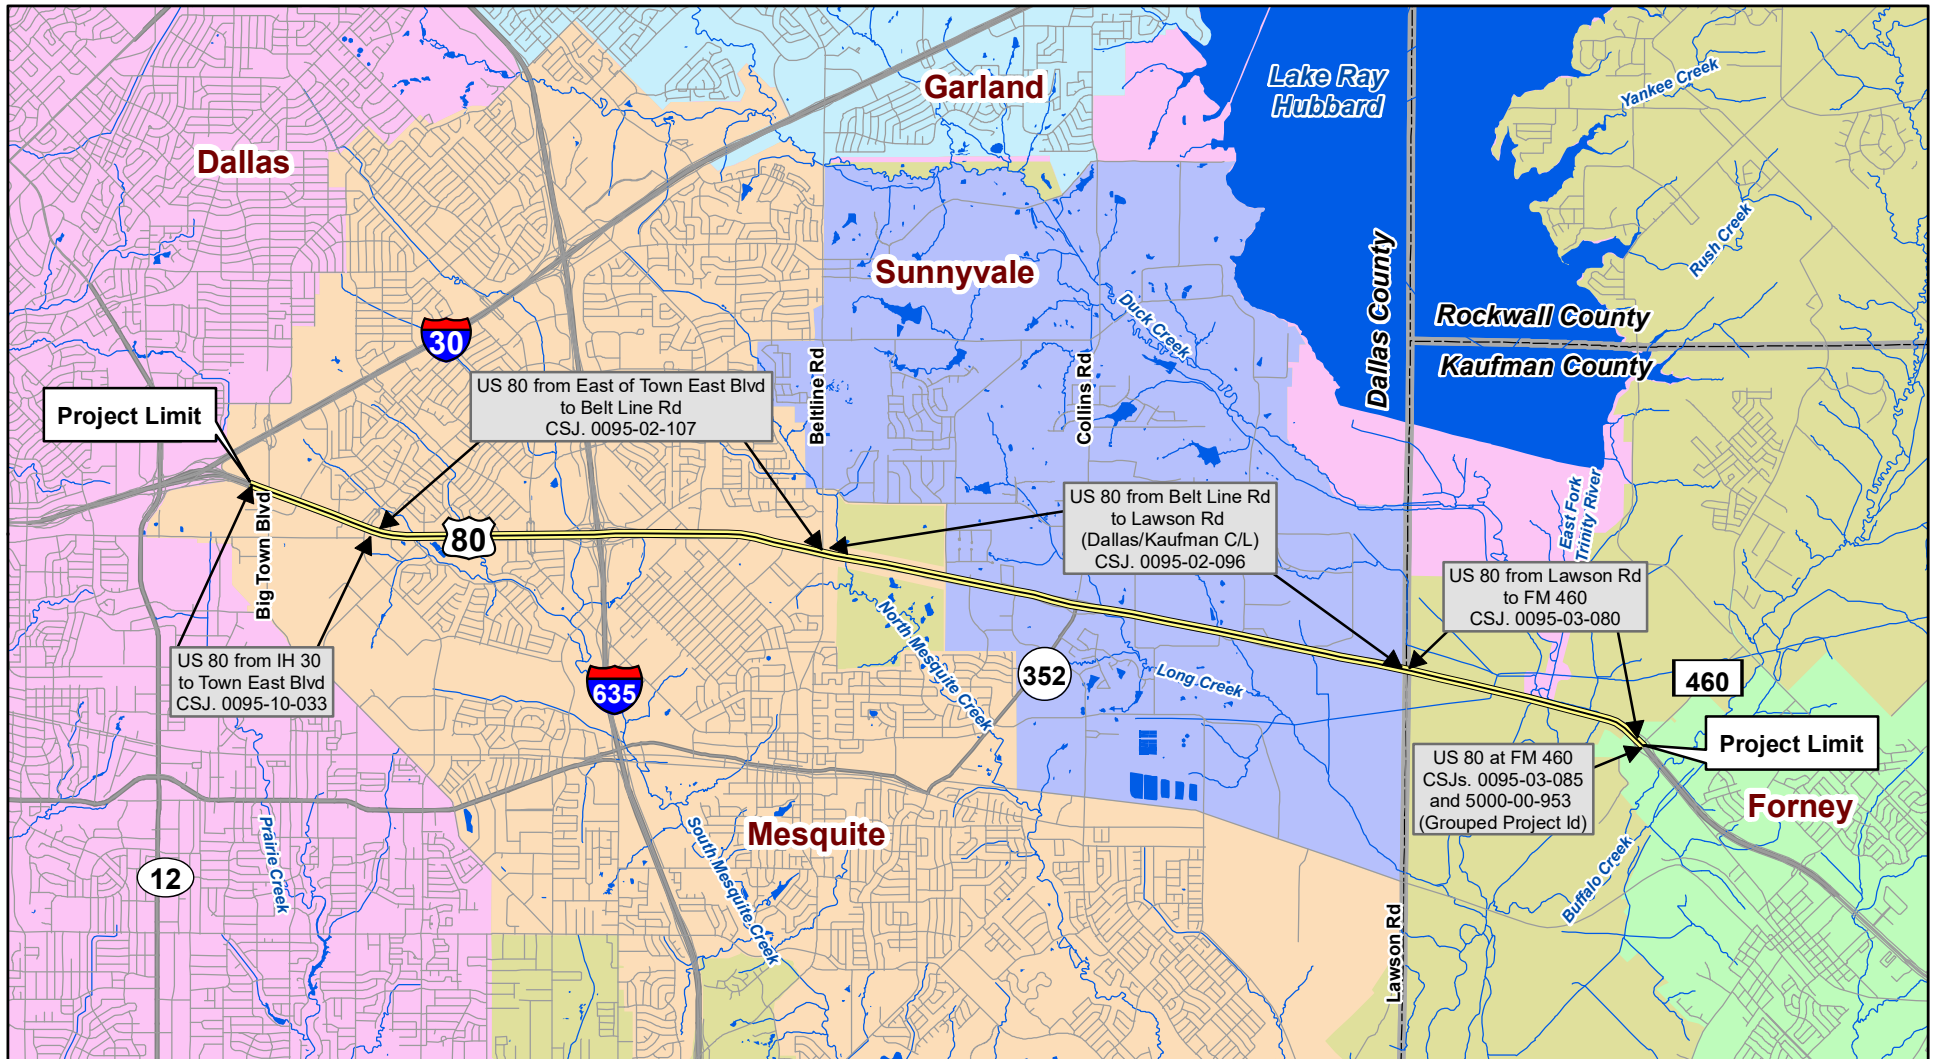 Garland
Lake Ray
Hubbard
Yankee Creek
Dallas
Rush Creek
Sunnyvale
Duck Creek
Dallas County
Rockwall County
Kaufman County
30
Beltline Rd
Collins Rd
Project Limit
US 80 from East of Town East Blvd
to Belt Line Rd
CSJ. 0095-02-107
US 80 from Belt Line Rd
to Lawson Rd
(Dallas/Kaufman C/L)
CSJ. 0095-02-096
East Fork
Trinity River
Big Town Blvd
80
US 80 from Lawson Rd
to FM 460
CSJ. 0095-03-080
US 80 from IH 30
to Town East Blvd
CSJ. 0095-10-033
635
North Mesquite Creek
352
Long Creek
460
Project Limit
US 80 at FM 460
CSJs. 0095-03-085
and 5000-00-953
(Grouped Project Id)
Forney
Mesquite
Prairie Creek
South Mesquite Creek
12
Buffalo Creek
Lawson Rd